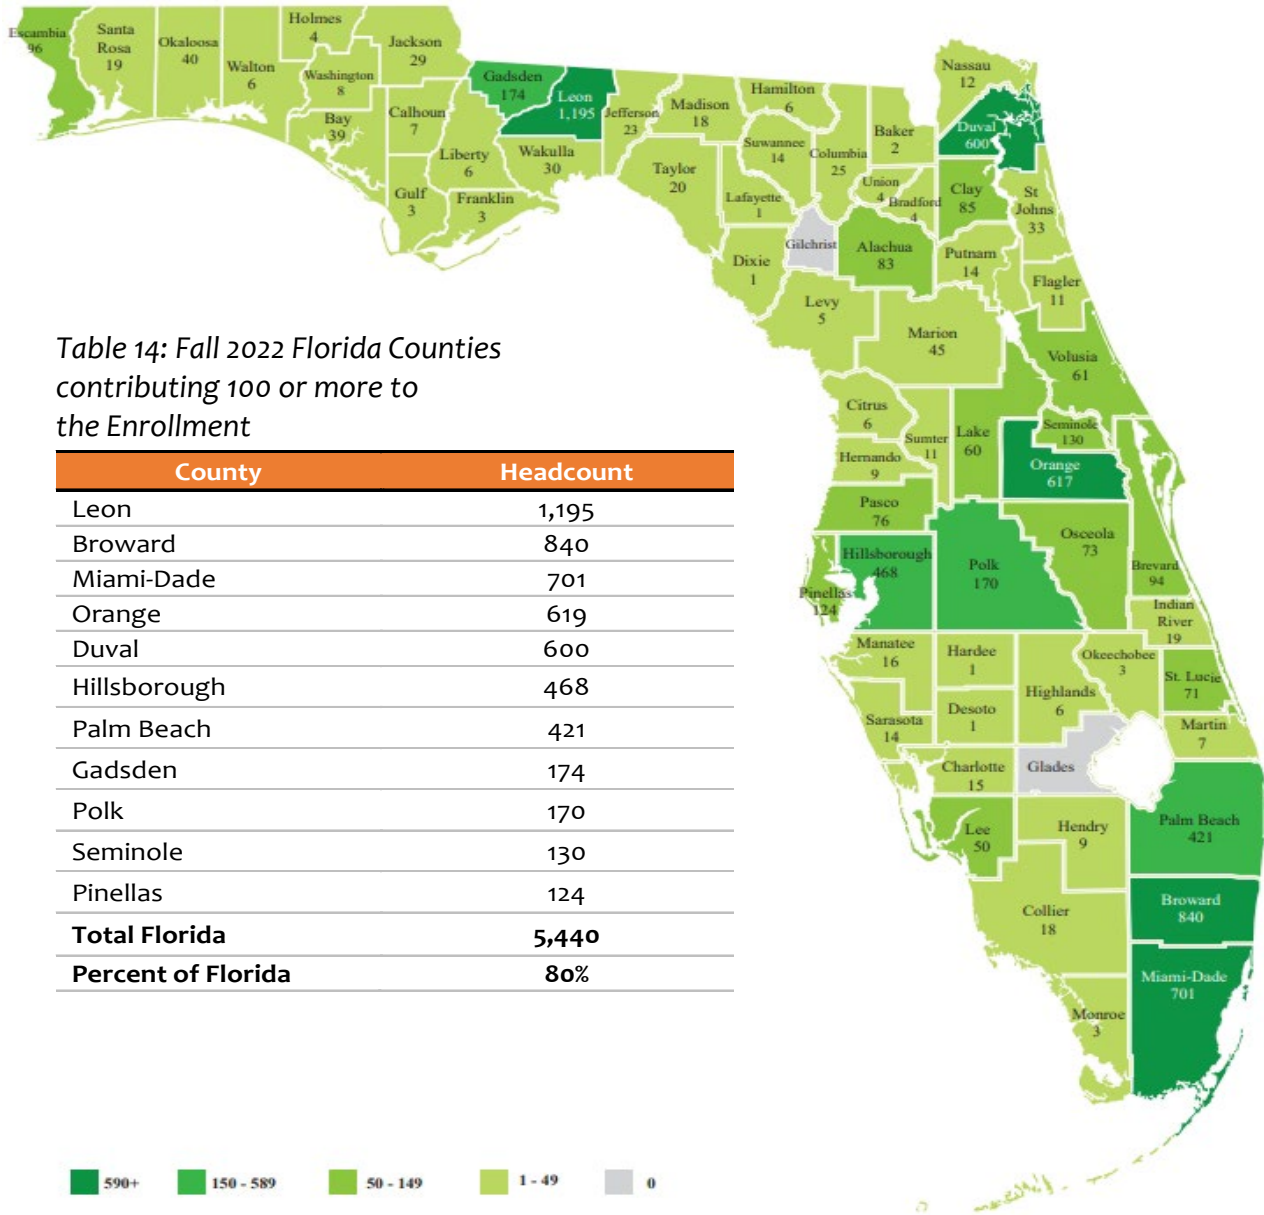 Escambia
96
Santa
Rosa
19
Okaloosa
40
Walton
6
Holmes
4
Washington
8
Jackson
29
Bay
39
Calhoun
7
Gulf
3
Liberty
6
Franklin
3
Gadsden
174
Leon
1,195
Wakulla
30
Jefferson
23
Madison
18
Taylor
20
Hamilton
6
Suwannee
14
Lafayette
1
Dixie
1
Columbia
25
Gilchrist
Baker
2
Union
4
Bradford
4
Alachua
83
Levy
5
Nassau
12
Duval
600
Clay
85
St
Johns
33
Putnam
14
Flagler
11
Marion
45
Volusia
61
Citrus
6
Sumter
11
Lake
60
Seminole
130
Orange
617
Hernando
9
Pasco
76
Hillsborough
468
Pinellas
124
Polk
170
Osceola
73
Brevard
94
Indian
River
19
Manatee
16
Hardee
1
Highlands
6
Okeechobee
3
St. Lucie
71
Sarasota
14
Desoto
1
Martin
7
Charlotte
15
Glades
Lee
50
Hendry
9
Palm Beach
421
Broward
840
Collier
18
Miami-Dade
701
Monroe
3
Table 14: Fall 2022 Florida Counties
contributing 100 or more to
the Enrollment
County Headcount
Leon 1,195
Broward 840
Miami-Dade 701
Orange 619
Duval 600
Hillsborough 468
Palm Beach 421
Gadsden 174
Polk 170
Seminole 130
Pinellas 124
Total Florida 5,440
Percent of Florida 80%
590+ 150 - 589 50 - 149 1 - 49 0